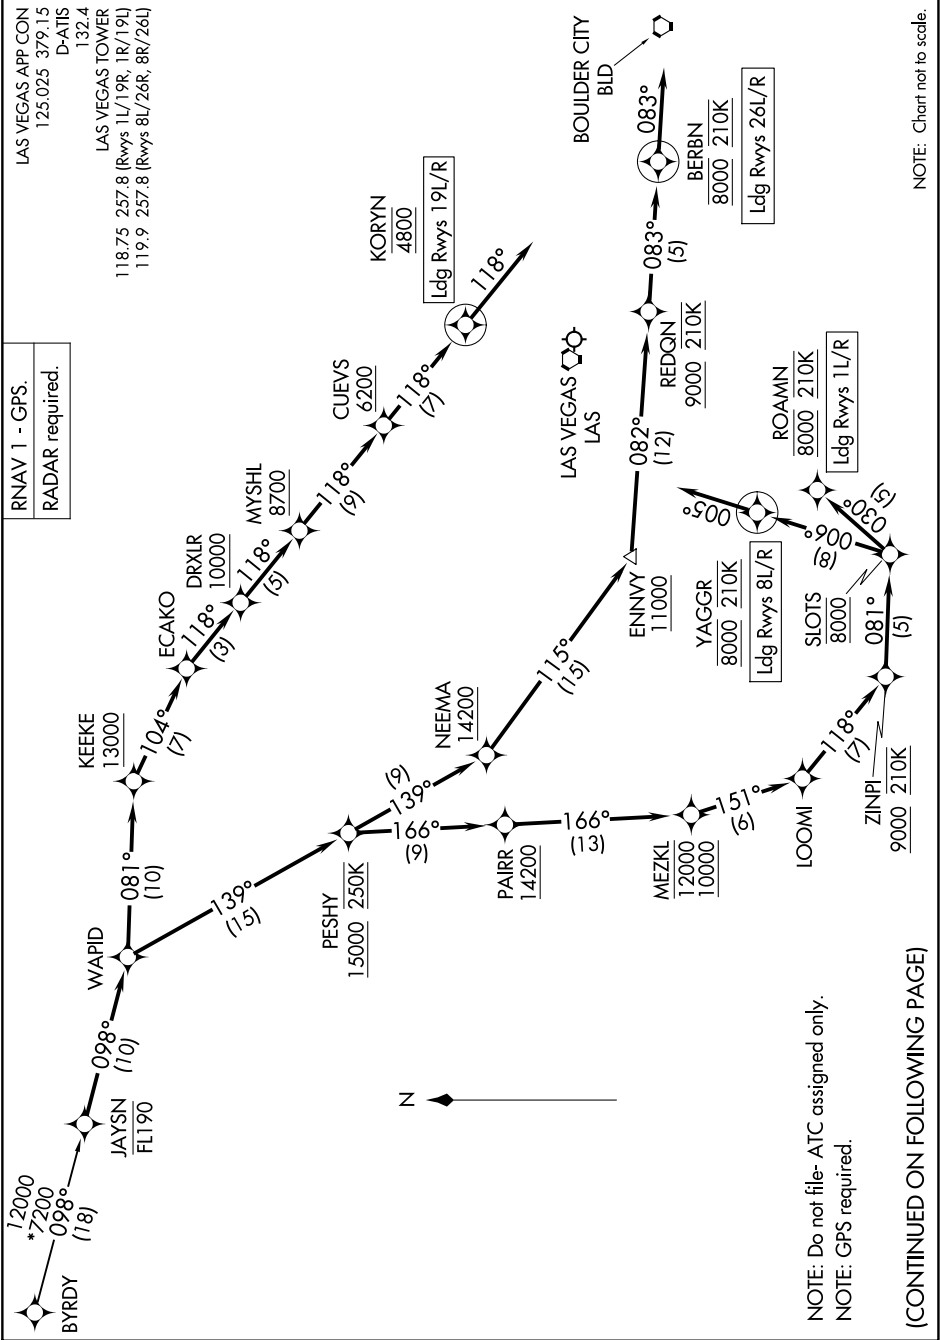 LAS VEGAS APP CON
125.025 379.15
D-ATIS
132.4
LAS VEGAS TOWER
118.75 257.8 (Rwys 1L/19R, 1R/19L)
119.9 257.8 (Rwys 8L/26R, 8R/26L)
RNAV 1 - GPS.
RADAR required.
12000
*7200
098°
(18)
BYRDY
JAYSN
FL190
098°
(10)
WAPID
081°
(10)
KEEKE
13000
104°
(7)
ECAKO
118°
(3)
DRXLR
10000
118°
(5)
MYSHL
8700
118°
(9)
CUEVS
6200
118°
(7)
KORYN
4800
Ldg Rwys 19L/R
118°
139°
(15)
PESHY
15000 250K
139°
(9)
NEEMA
14200
115°
(15)
ENNVY
11000
082°
(12)
LAS VEGAS
LAS
REDQN
9000 210K
083°
(5)
BERBN
8000 210K
Ldg Rwys 26L/R
083°
BOULDER CITY
BLD
166°
(9)
PAIRR
14200
166°
(13)
MEZKL
12000
10000
151°
(6)
LOOMI
118°
(7)
ZINPI
9000 210K
081°
(5)
SLOTS
8000
006°
(8)
YAGGR
8000 210K
Ldg Rwys 8L/R
005°
030°
(5)
ROAMN
8000 210K
Ldg Rwys 1L/R
N
NOTE: Do not file- ATC assigned only.
NOTE: GPS required.
NOTE: Chart not to scale.
(CONTINUED ON FOLLOWING PAGE)